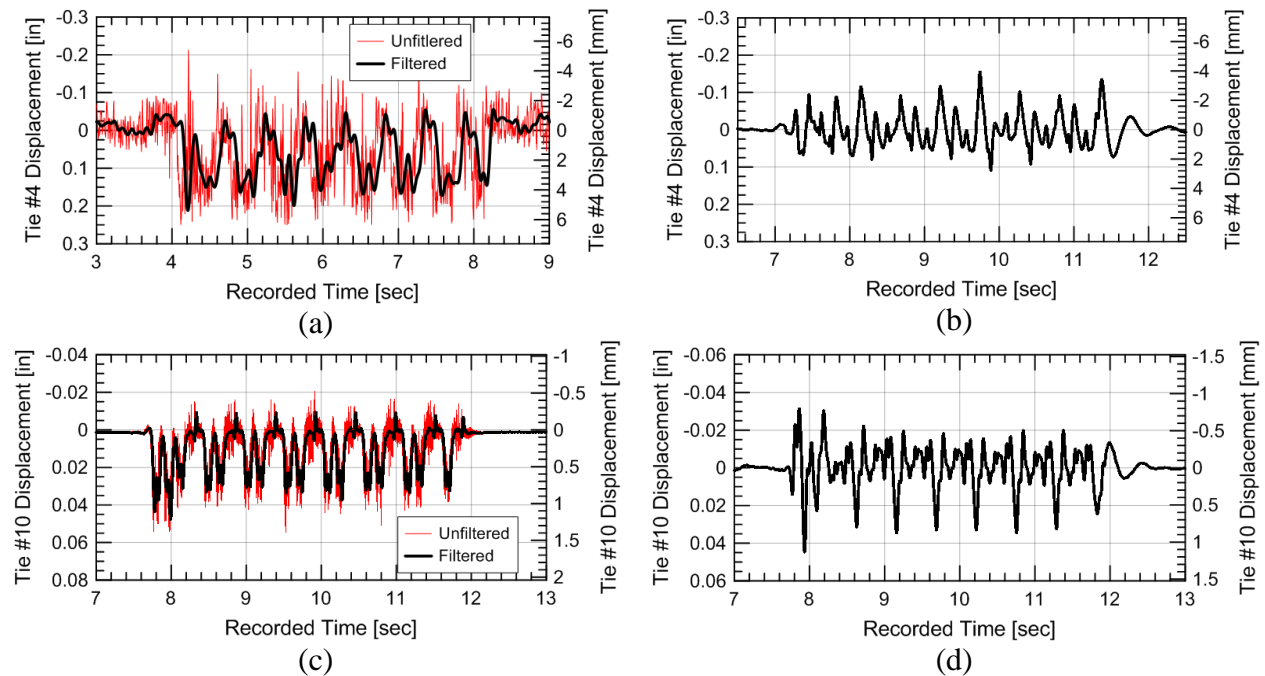 Tie #4 Displacement [in]
-0.3
-0.2
-0.1
0
0.1
0.2
0.3
Unfitlered
Filtered
-6
-4
-2
0
2
4
6
Tie #4 Displacement [mm]
3 4 5 6 7 8 9
Recorded Time [sec]
(a)
Tie #4 Displacement [in]
-0.3
-0.2
-0.1
0
0.1
0.2
0.3
-6
-4
-2
0
2
4
6
Tie #4 Displacement [mm]
7 8 9 10 11 12
Recorded Time [sec]
(b)
Tie #10 Displacement [in]
-0.04
-0.02
0
0.02
0.04
0.06
0.08
Unfiltered
Filtered
-1
-0.5
0
0.5
1
1.5
2
Tie #10 Displacement [mm]
7 8 9 10 11 12 13
Recorded Time [sec]
(c)
Tie #10 Displacement [in]
-0.06
-0.04
-0.02
0
0.02
0.04
0.06
-1.5
-1
-0.5
0
0.5
1
1.5
Tie #10 Displacement [mm]
7 8 9 10 11 12 13
Recorded Time [sec]
(d)